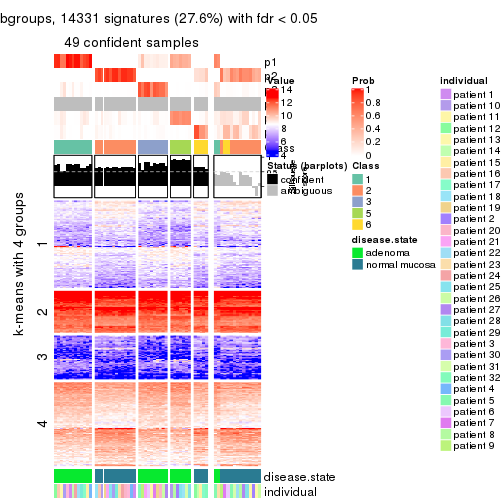 bgroups, 14331 signatures (27.6%) with fdr < 0.05
49 confident samples
p1
p2
Value
14
12
10
8
6
4
Prob
1
0.8
0.6
0.4
0.2
0
Status (barplots)
confident
ambiguous
Class
1
2
3
5
6
disease.state
adenoma
normal mucosa
individual
patient 1
patient 10
patient 11
patient 12
patient 13
patient 14
patient 15
patient 16
patient 17
patient 18
patient 19
patient 2
patient 20
patient 21
patient 22
patient 23
patient 24
patient 25
patient 26
patient 27
patient 28
patient 29
patient 3
patient 30
patient 31
patient 32
patient 4
patient 5
patient 6
patient 7
patient 8
patient 9
k-means with 4 groups
1
2
3
4
disease.state
individual